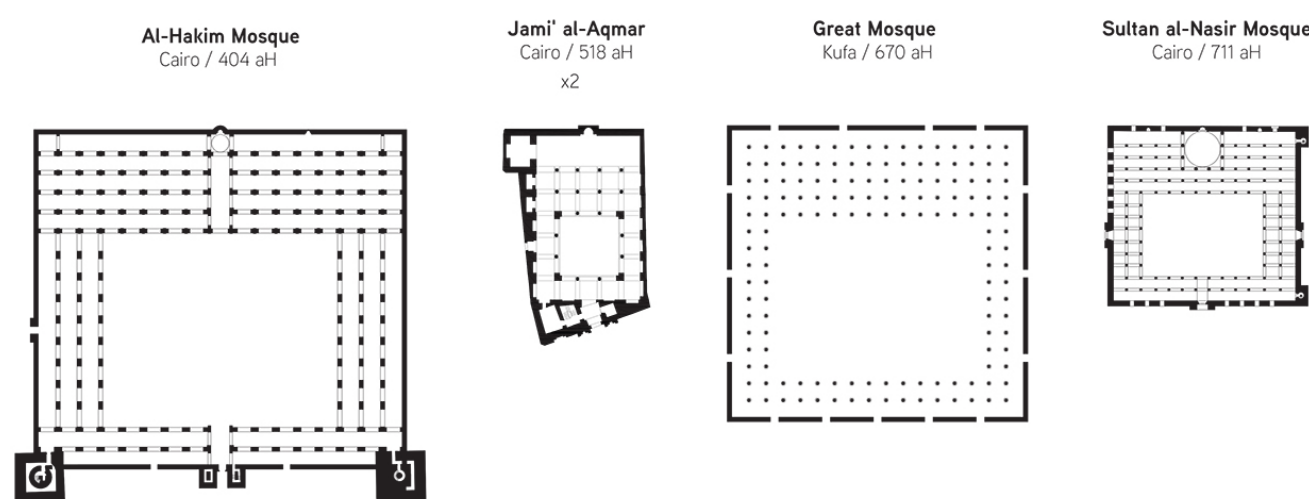 Al-Hakim Mosque
Cairo / 404 aH
Jami' al-Aqmar
Cairo / 518 aH
x2
Great Mosque
Kufa / 670 aH
Sultan al-Nasir Mosque
Cairo / 711 aH